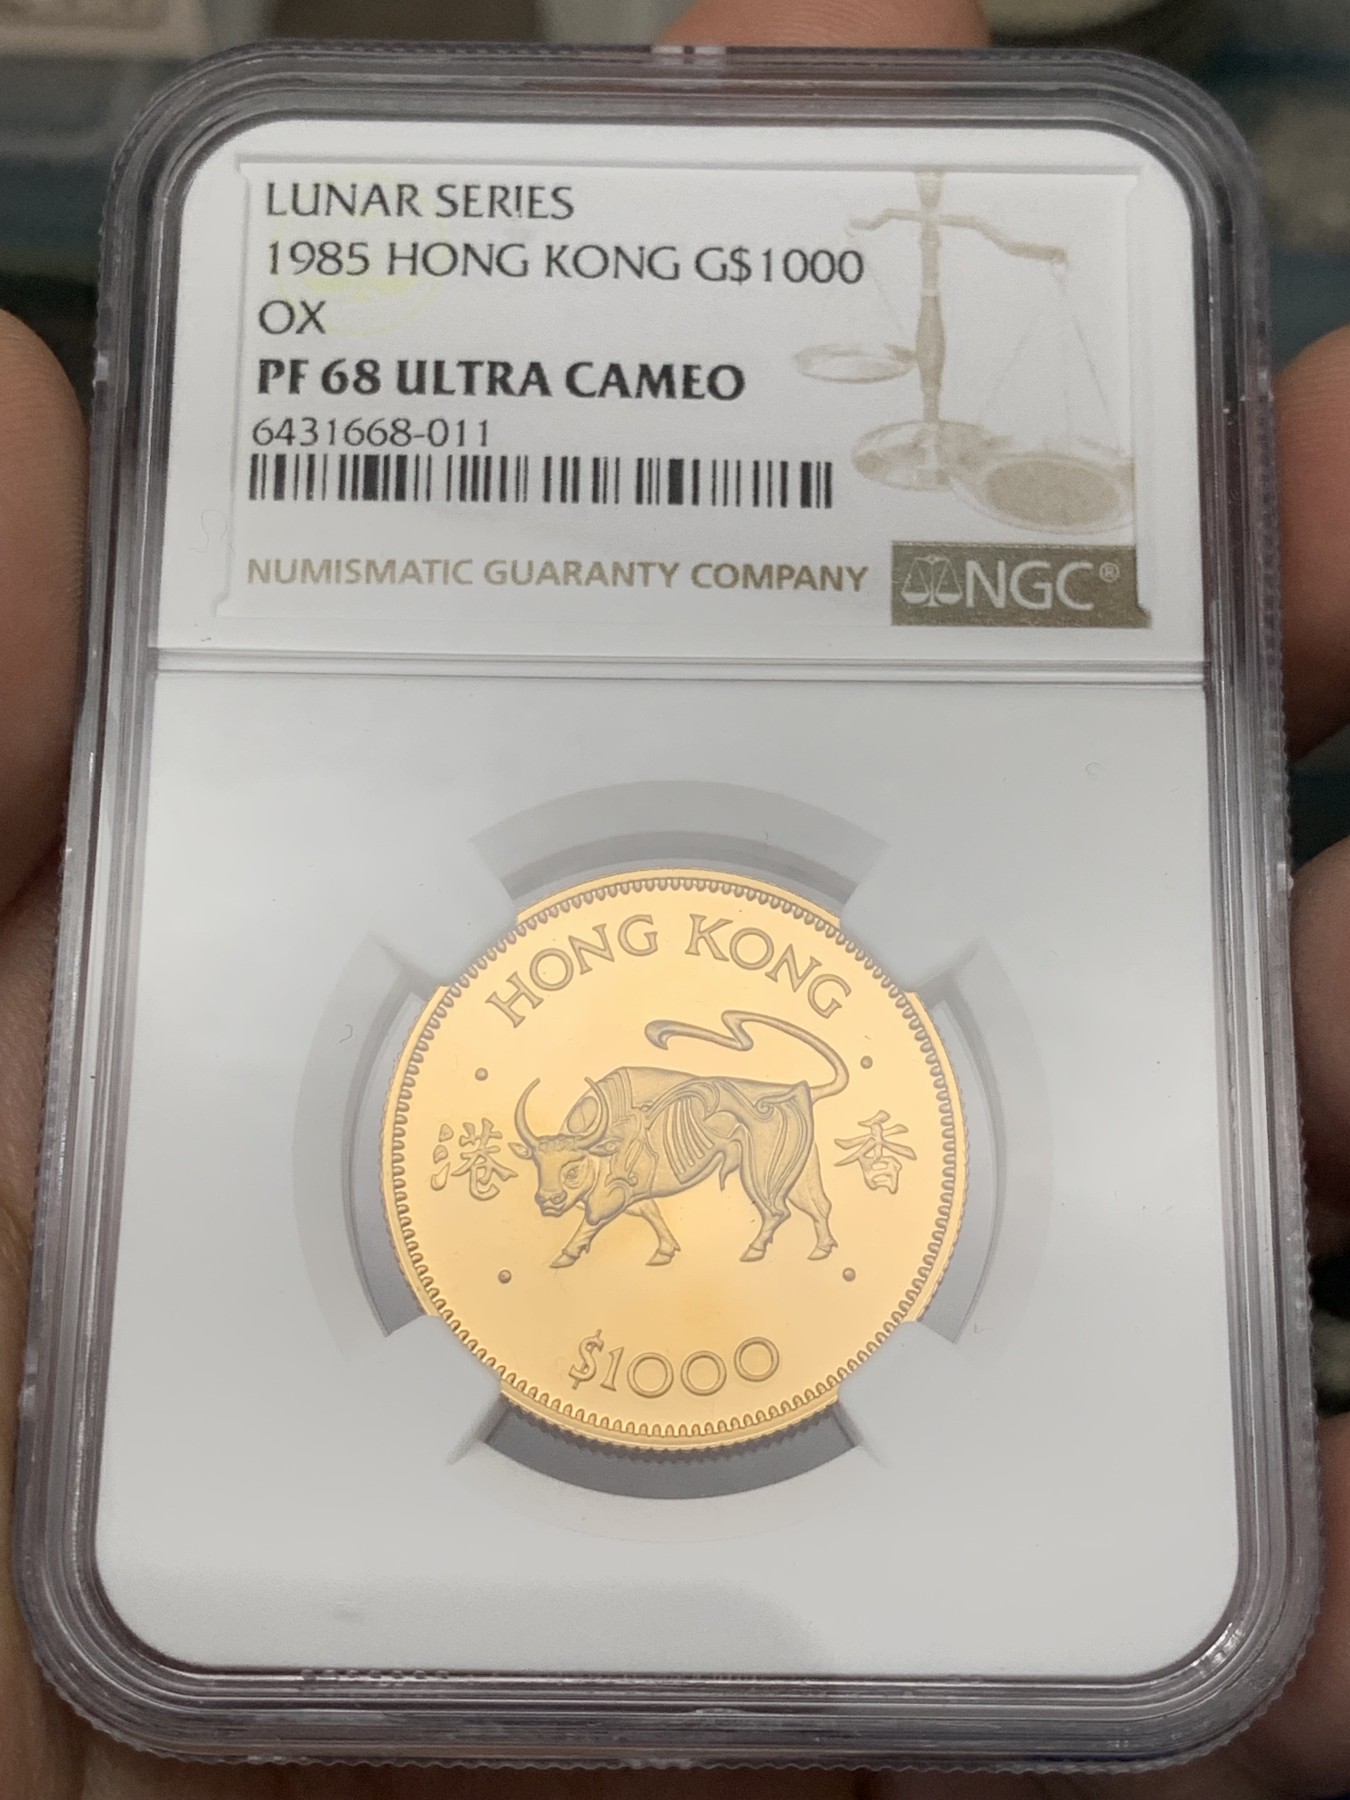 LUNAR SERIES
1985 HONG KONG G$1000
OX
PF 68 ULTRA CAMEO
6431668-011
NUMISMATIC GUARANTY COMPANY
NGC®
HONG KONG
港 香
$1000